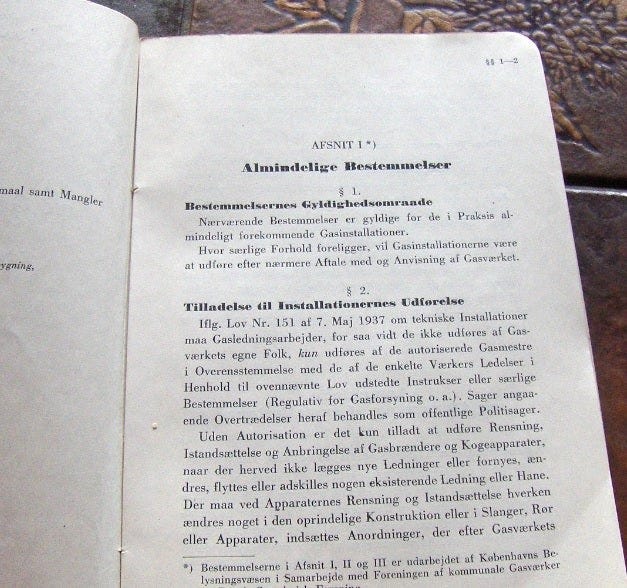 maal samt Mangler
ygning,
§§ 1—2
AFSNIT I *)
Almindelige Bestemmelser
§ 1.
Bestemmelsernes Gyldighedsomraade
Nærværende Bestemmelser er gyldige for de i Praksis al-
mindeligt forekommende Gasinstallationer.
Hvor særlige Forhold foreligger, vil Gasinstallationerne være
at udføre efter nærmere Aftale med og Anvisning af Gasværket.
§ 2.
Tilladelse til Installationernes Udførelse
Iflg. Lov Nr. 151 af 7. Maj 1937 om tekniske Installationer
maa Gasledningsarbejder, for saa vidt de ikke udføres af Gas-
værkets egne Folk, kun udføres af de autoriserede Gasmestre
i Overensstemmelse med de af de enkelte Værkers Ledelser i
Henhold til ovennævnte Lov udstedte Instrukser eller særlige
Bestemmelser (Regulativ for Gasforsyning o. a.). Sager angaa-
ende Overtrædelser heraf behandles som offentlige Politisager.
Uden Autorisation er det kun tilladt at udføre Rensning,
Istandsættelse og Anbringelse af Gasbrændere og Kogeapparater,
naar der herved ikke lægges nye Ledninger eller fornyes, æn-
dres, flyttes eller adskilles nogen eksisterende Ledning eller Hane.
Der maa ved Apparaternes Rensning og Istandsættelse hverken
ændres noget i den oprindelige Konstruktion eller i Slanger, Rør
eller Apparater, indsættes Anordninger, der efter Gasværkets
*) Bestemmelserne i Afsnit I, II og III er udarbejdet af Københavns Be-
lysningsvæsen i Samarbejde med Foreningen af kommunale Gasværker